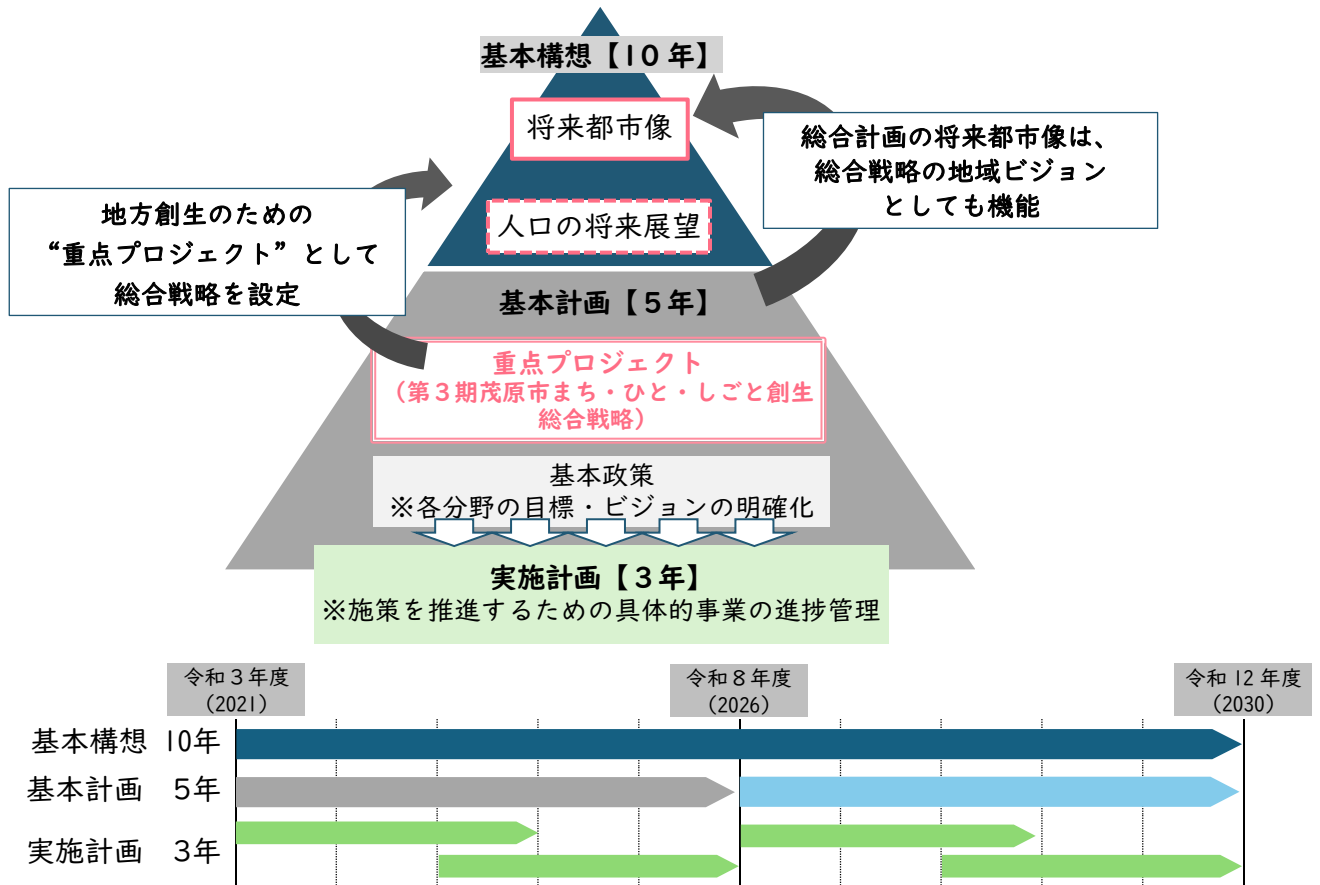 基本構想【10年】
将来都市像
人口の将来展望
総合計画の将来都市像は、
総合戦略の地域ビジョン
としても機能
地方創生のための
“重点プロジェクト”として
総合戦略を設定
基本計画【５年】
重点プロジェクト
（第３期茂原市まち・ひと・しごと創生
総合戦略）
基本政策
※各分野の目標・ビジョンの明確化
実施計画【３年】
※施策を推進するための具体的事業の進捗管理
令和３年度
（2021）
令和８年度
（2026）
令和12年度
（2030）
基本構想 10年
基本計画 5年
実施計画 3年